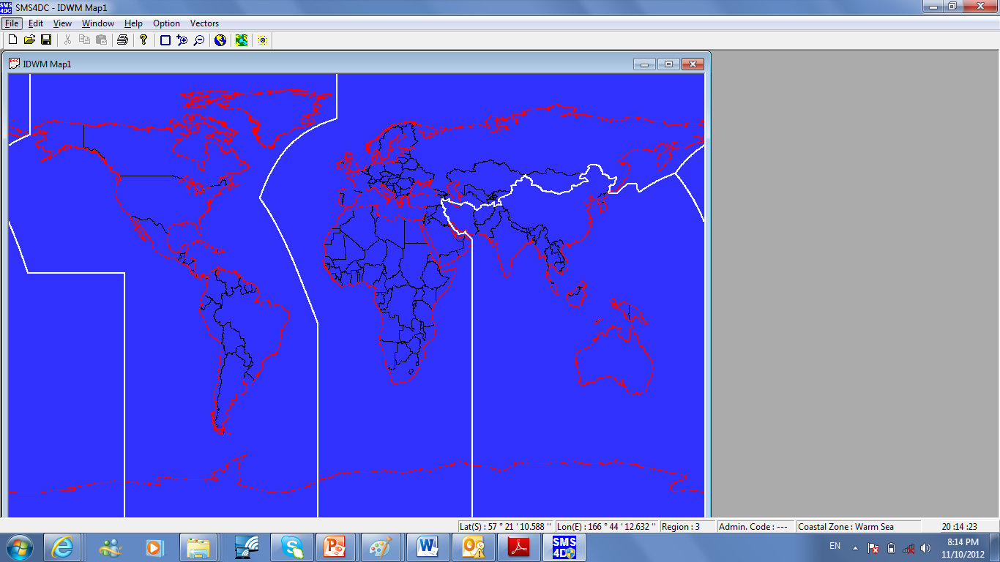 SMS4DC - IDWM Map1
File Edit View Window Help Option Vectors
IDWM Map1
Lat(S) : 57 ° 21 ' 10.588 '' Lon(E) : 166 ° 44 ' 12.632 '' Region : 3 Admin. Code : --- Coastal Zone : Warm Sea 20 :14 :23
SMS
4DC
EN
8:14 PM
11/10/2012